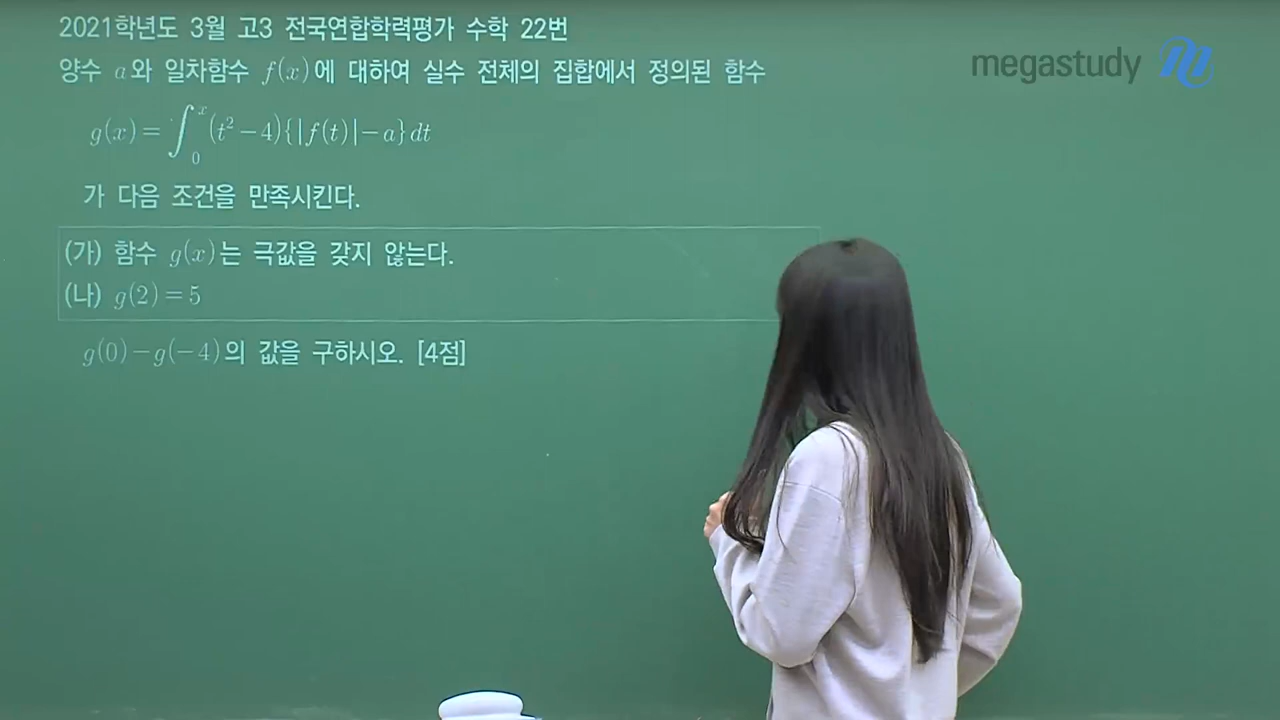 2021학년도 3월 고3 전국연합학력평가 수학 22번
양수 a와 일차함수 f(x)에 대하여 실수 전체의 집합에서 정의된 함수
megastudy
g(x)=∫₀ˣ(t²-4){|f(t)|-a}dt
가 다음 조건을 만족시킨다.
(가) 함수 g(x)는 극값을 갖지 않는다.
(나) g(2)=5
g(0)-g(-4)의 값을 구하시오. [4점]